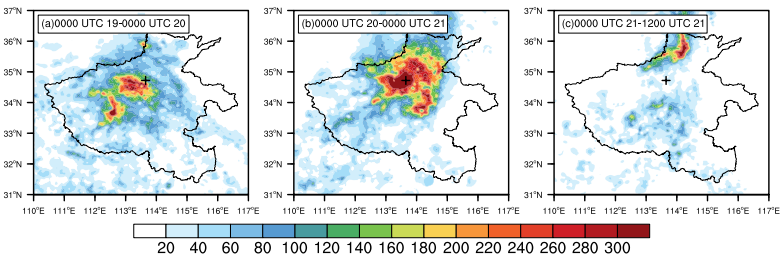 (a)0000 UTC 19-0000 UTC 20
(b)0000 UTC 20-0000 UTC 21
(c)0000 UTC 21-1200 UTC 21
37°N
36°N
35°N
34°N
33°N
32°N
31°N
110°E 111°E 112°E 113°E 114°E 115°E 116°E 117°E
37°N
36°N
35°N
34°N
33°N
32°N
31°N
110°E 111°E 112°E 113°E 114°E 115°E 116°E 117°E
37°N
36°N
35°N
34°N
33°N
32°N
31°N
110°E 111°E 112°E 113°E 114°E 115°E 116°E 117°E
20 40 60 80 100 120 140 160 180 200 220 240 260 280 300